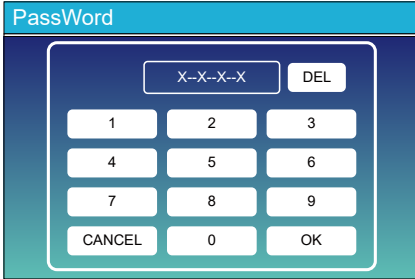 PassWord
X--X--X--X DEL
1 2 3
4 5 6
7 8 9
CANCEL 0 OK